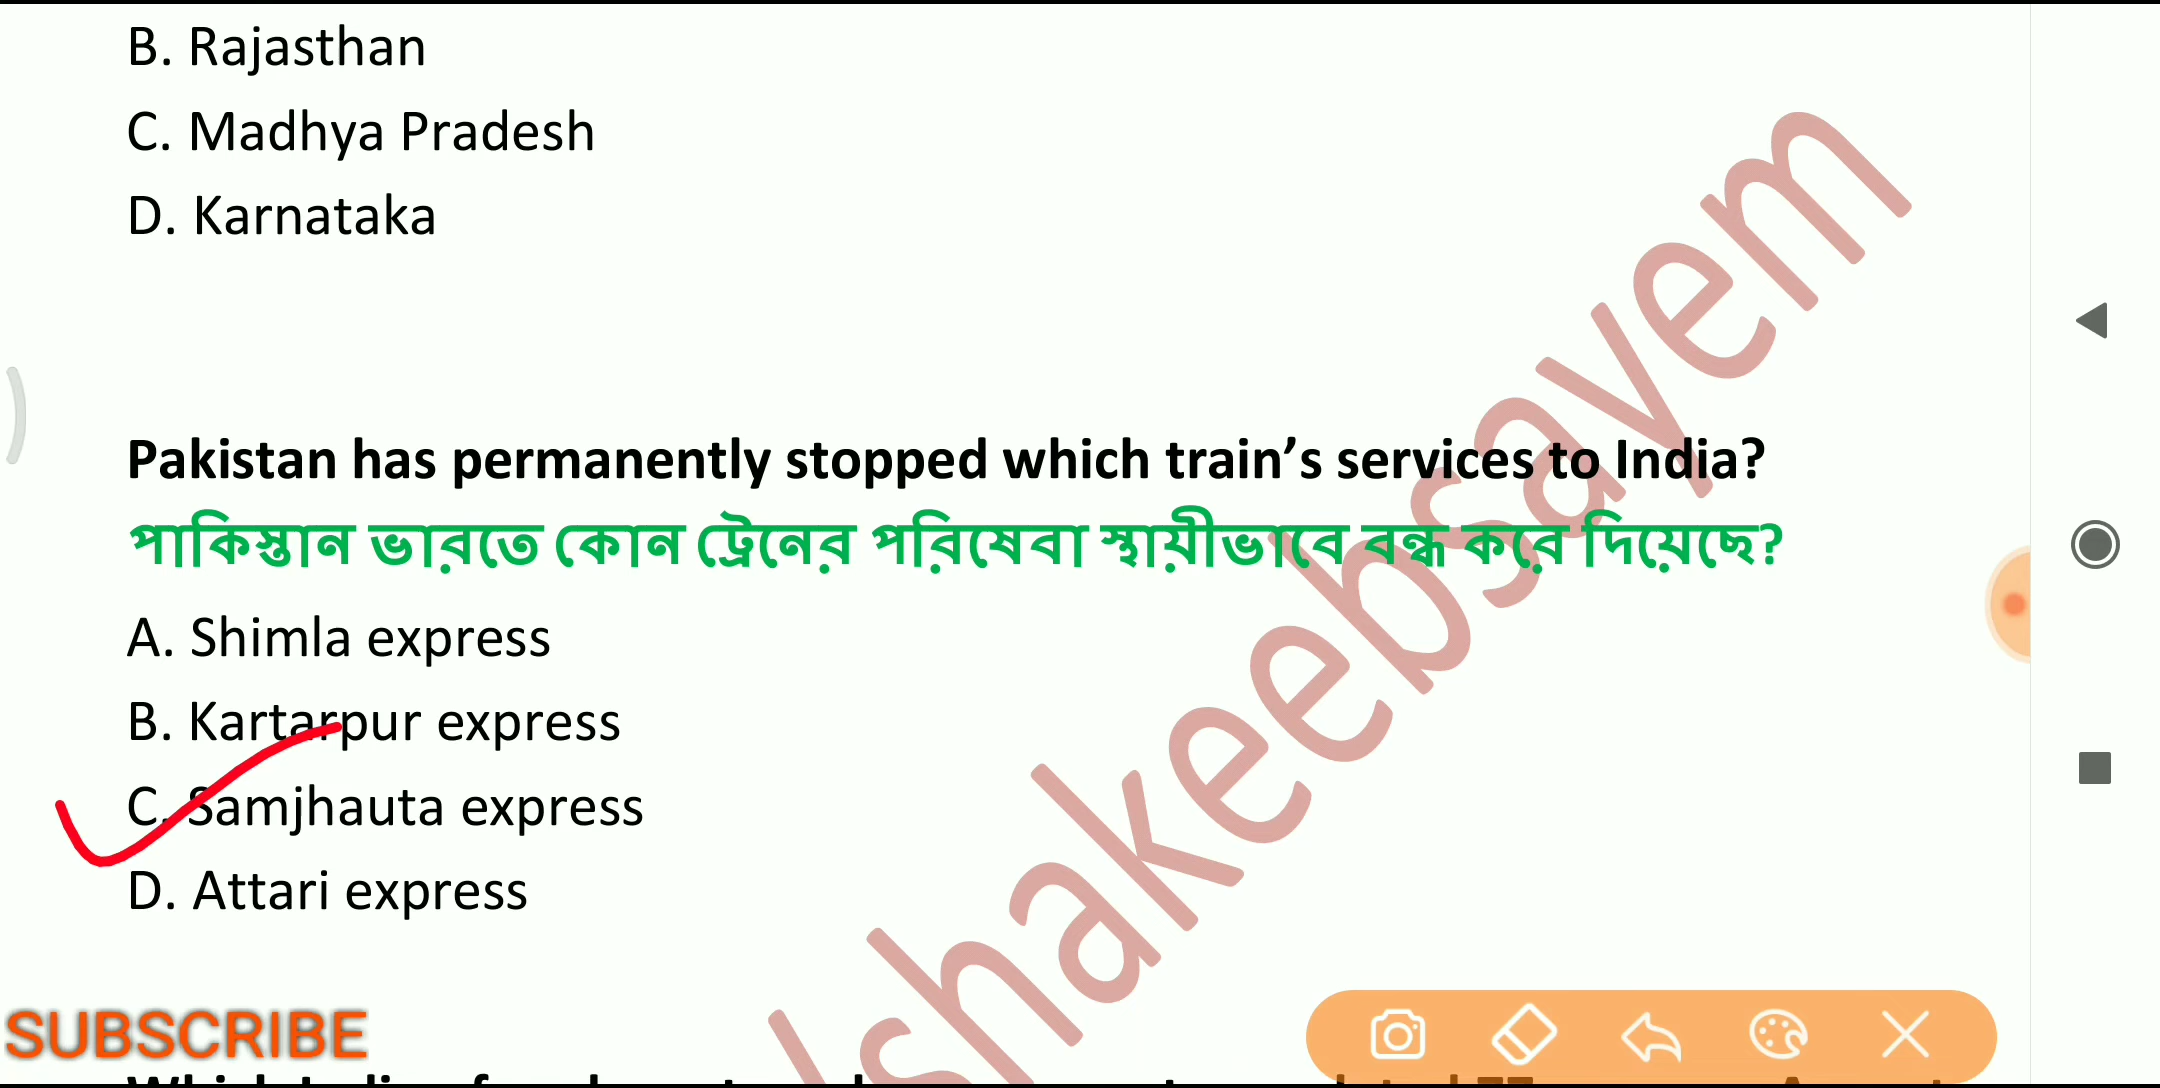 B. Rajasthan
C. Madhya Pradesh
D. Karnataka
Pakistan has permanently stopped which train’s services to India?
পাকিস্তান ভারতে কোন ট্রেনের পরিষেবা স্থায়ীভাবে বন্ধ করে দিয়েছে?
A. Shimla express
B. Kartarpur express
C. Samjhauta express
D. Attari express
SUBSCRIBE
/shakeebsayem